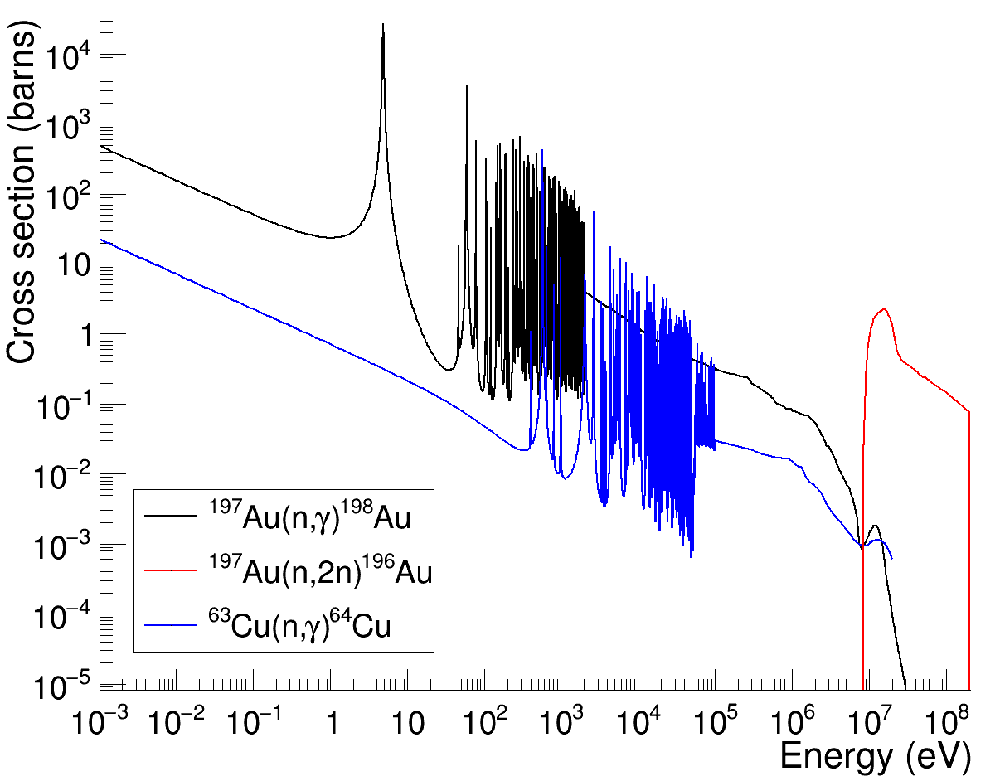 Cross section (barns)
10⁴
10³
10²
10
1
10⁻¹
10⁻²
10⁻³
10⁻⁴
10⁻⁵
¹⁹⁷Au(n,γ)¹⁹⁸Au
¹⁹⁷Au(n,2n)¹⁹⁶Au
⁶³Cu(n,γ)⁶⁴Cu
10⁻³ 10⁻² 10⁻¹ 1 10 10² 10³ 10⁴ 10⁵ 10⁶ 10⁷ 10⁸
Energy (eV)